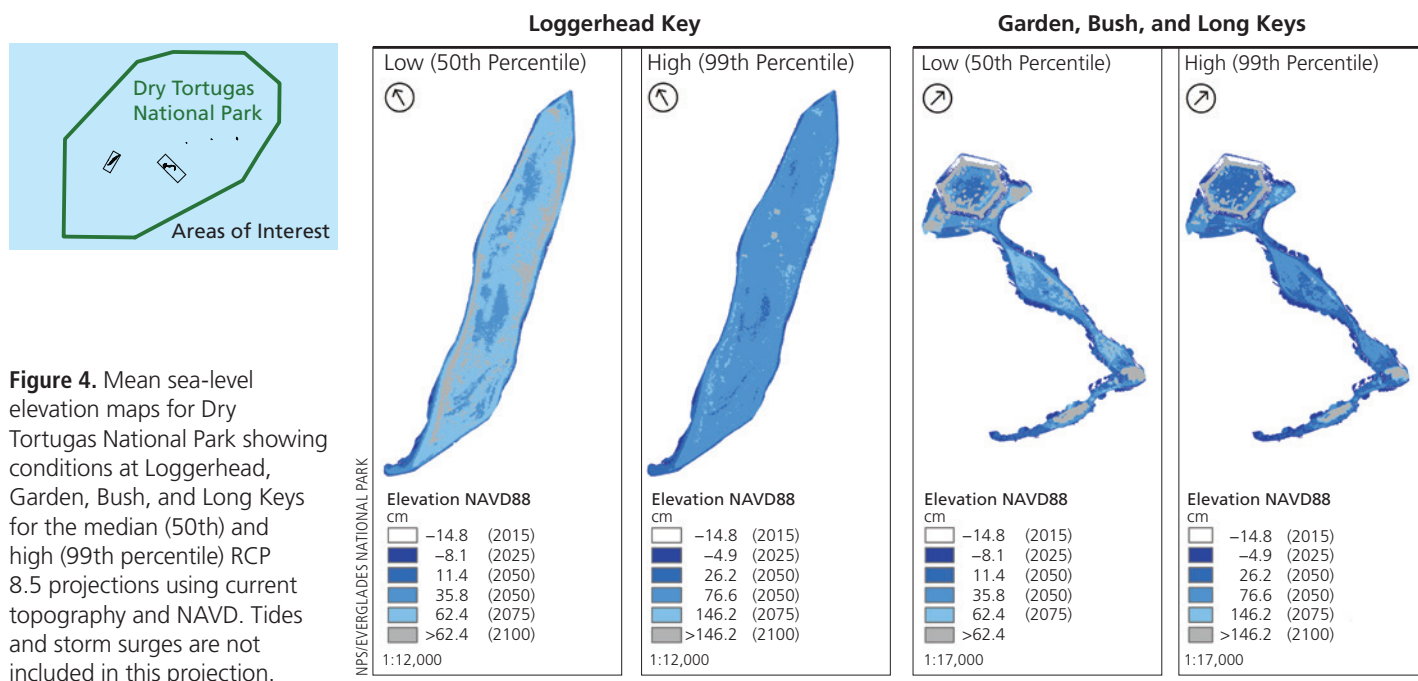 Loggerhead Key
Garden, Bush, and Long Keys
Dry Tortugas
National Park
Areas of Interest
Figure 4. Mean sea-level
elevation maps for Dry
Tortugas National Park showing
conditions at Loggerhead,
Garden, Bush, and Long Keys
for the median (50th) and
high (99th percentile) RCP
8.5 projections using current
topography and NAVD. Tides
and storm surges are not
included in this projection.
NPS/EVERGLADES NATIONAL PARK
Low (50th Percentile)
Elevation NAVD88
cm
−14.8 (2015)
−8.1 (2025)
11.4 (2050)
35.8 (2050)
62.4 (2075)
>62.4 (2100)
1:12,000
High (99th Percentile)
Elevation NAVD88
cm
−14.8 (2015)
−4.9 (2025)
26.2 (2050)
76.6 (2050)
146.2 (2075)
>146.2 (2100)
1:12,000
Low (50th Percentile)
Elevation NAVD88
cm
−14.8 (2015)
−8.1 (2025)
11.4 (2050)
35.8 (2050)
62.4 (2075)
>62.4
1:17,000
High (99th Percentile)
Elevation NAVD88
cm
−14.8 (2015)
−4.9 (2025)
26.2 (2050)
76.6 (2050)
146.2 (2075)
>146.2 (2100)
1:17,000